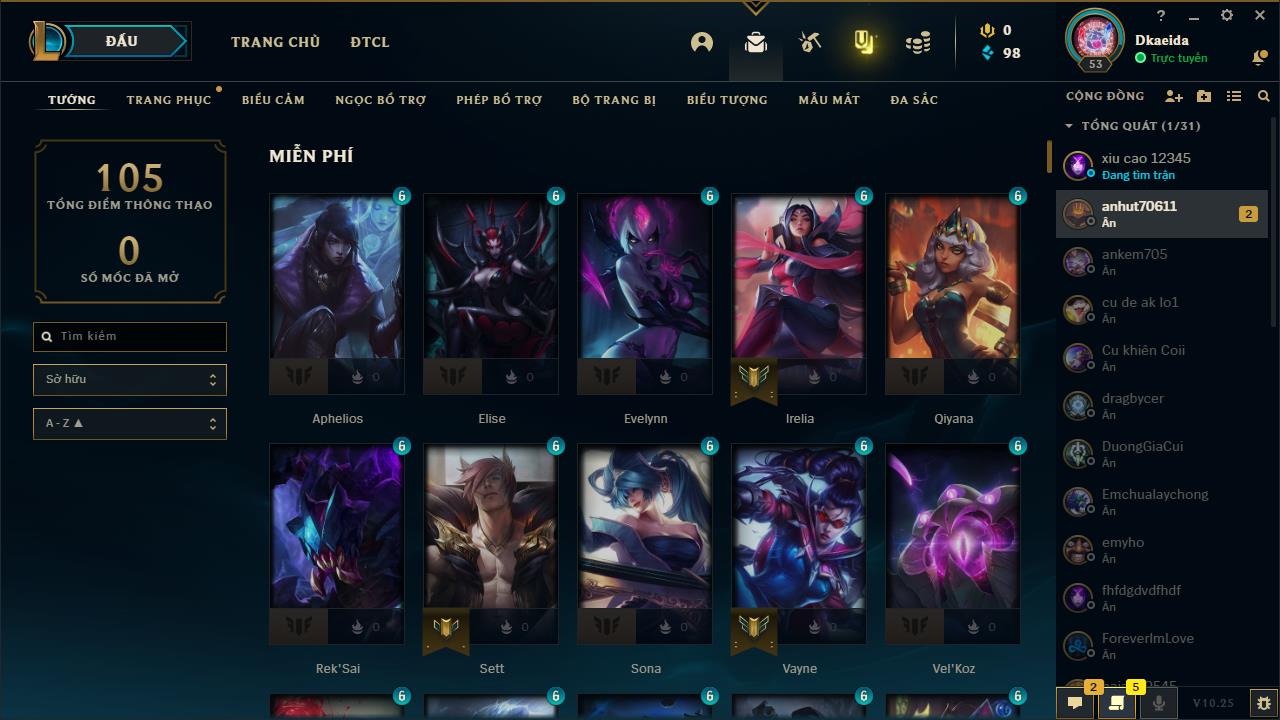 ĐẤU
TRANG CHỦ
ĐTCL
0
98
?
Dkaeida
Trực tuyến
53
TƯỚNG
TRANG PHỤC
BIỂU CẢM
NGỌC BỔ TRỢ
PHÉP BỔ TRỢ
BỘ TRANG BỊ
BIỂU TƯỢNG
MẪU MẮT
ĐA SẮC
105
TỔNG ĐIỂM THÔNG THẠO
0
SỐ MỐC ĐÃ MỞ
Tìm kiếm
Sở hữu
A - Z ▲
MIỄN PHÍ
6
6
6
6
6
0
0
0
0
0
Aphelios
Elise
Evelynn
Irelia
Qiyana
6
6
6
6
6
0
0
0
0
0
Rek'Sai
Sett
Sona
Vayne
Vel'Koz
6
6
6
6
6
CỘNG ĐỒNG
TỔNG QUÁT (1/31)
xiu cao 12345
Đang tìm trận
anhut70611
Ẩn
2
ankem705
Ẩn
cu de ak lo1
Ẩn
Cu khiên Coii
Ẩn
dragbycer
Ẩn
DuongGiaCui
Ẩn
Emchualaychong
Ẩn
emyho
Ẩn
fhfdgdvdfhdf
Ẩn
ForeverImLove
Ẩn
2
5
V10.25